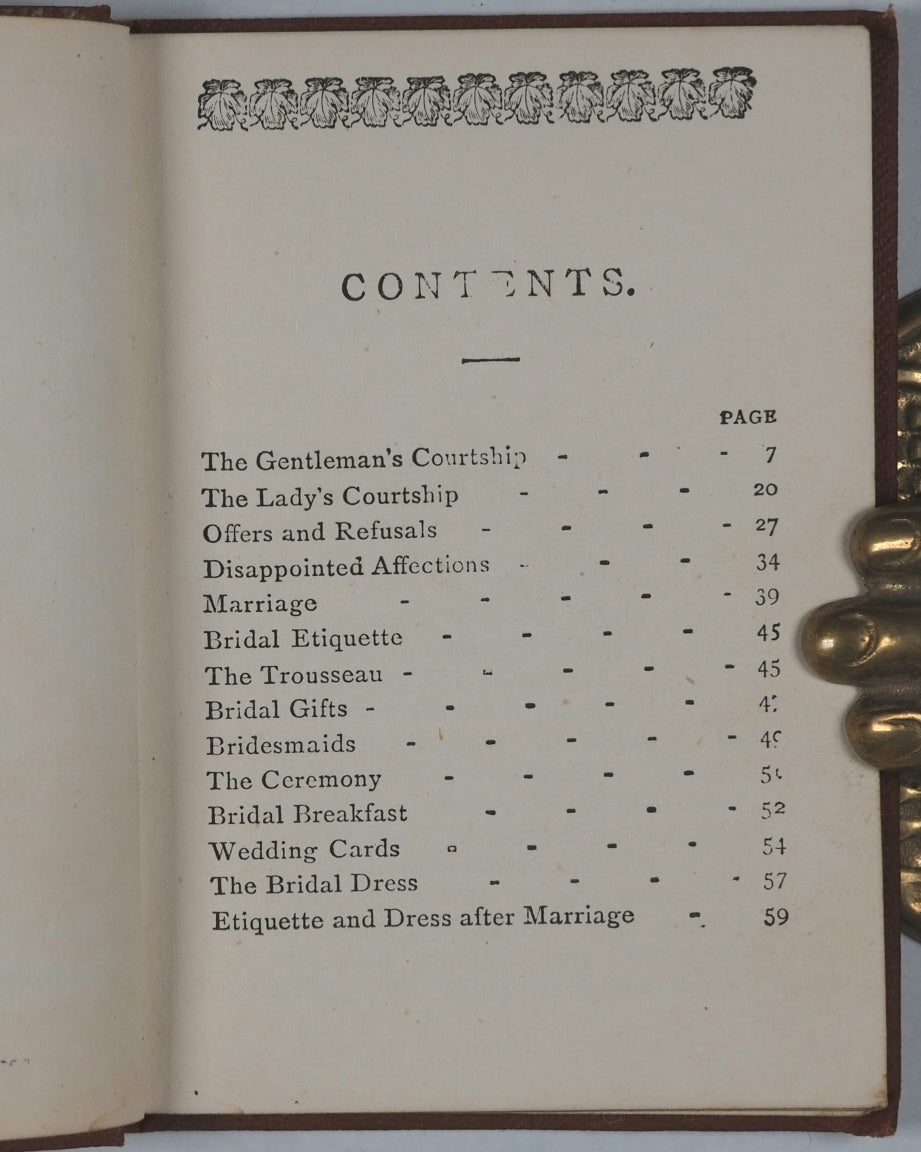 CONTENTS.
PAGE
The Gentleman's Courtship - - - 7
The Lady's Courtship - - - 20
Offers and Refusals - - - - 27
Disappointed Affections - - - 34
Marriage - - - - - 39
Bridal Etiquette - - - - 45
The Trousseau - - - - - 45
Bridal Gifts - - - - -
Bridesmaids - - - - -
The Ceremony - - - -
Bridal Breakfast - - - - 52
Wedding Cards - - - - 54
The Bridal Dress - - - - 57
Etiquette and Dress after Marriage - 59